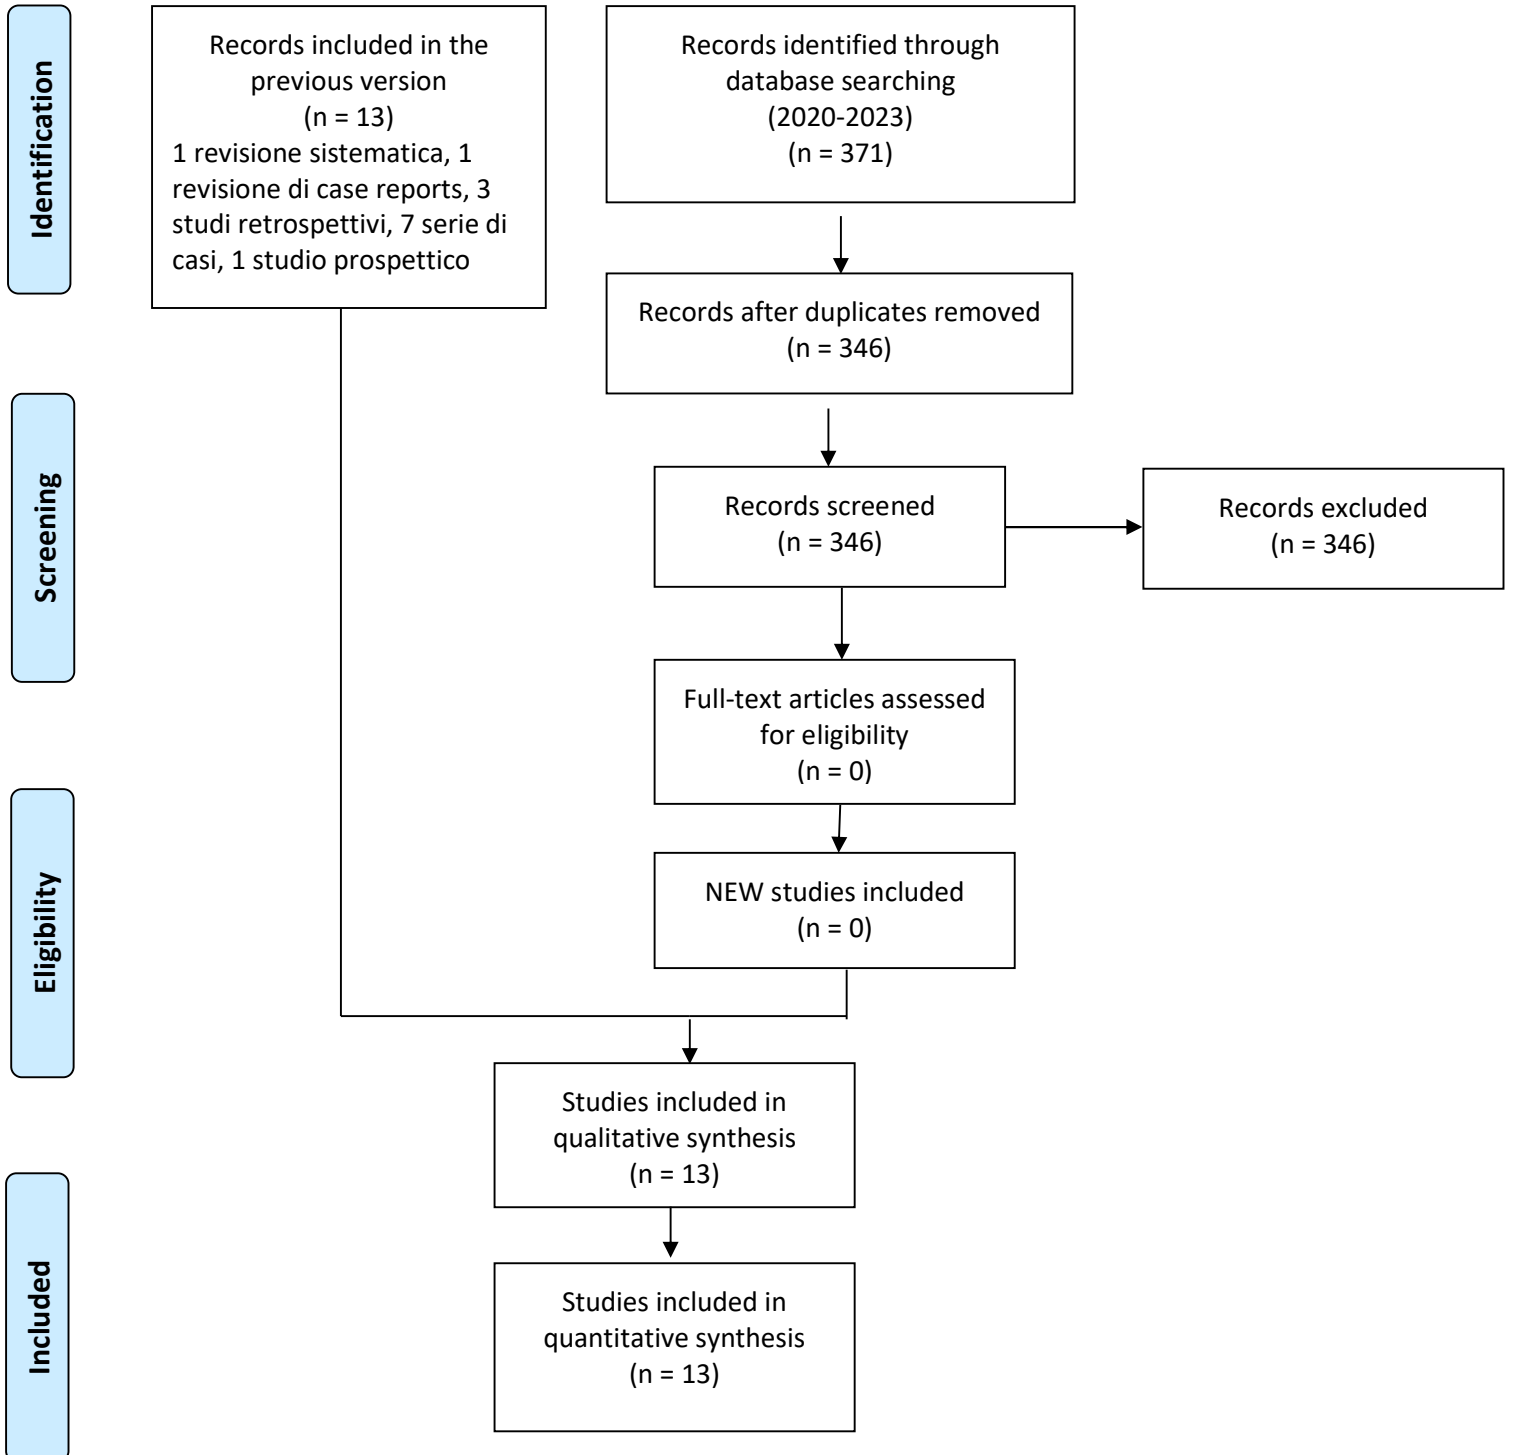 Identification
Records included in the
previous version
(n = 13)
1 revisione sistematica, 1
revisione di case reports, 3
studi retrospettivi, 7 serie di
casi, 1 studio prospettico
Records identified through
database searching
(2020-2023)
(n = 371)
Records after duplicates removed
(n = 346)
Screening
Records screened
(n = 346)
Records excluded
(n = 346)
Full-text articles assessed
for eligibility
(n = 0)
Eligibility
NEW studies included
(n = 0)
Studies included in
qualitative synthesis
(n = 13)
Included
Studies included in
quantitative synthesis
(n = 13)